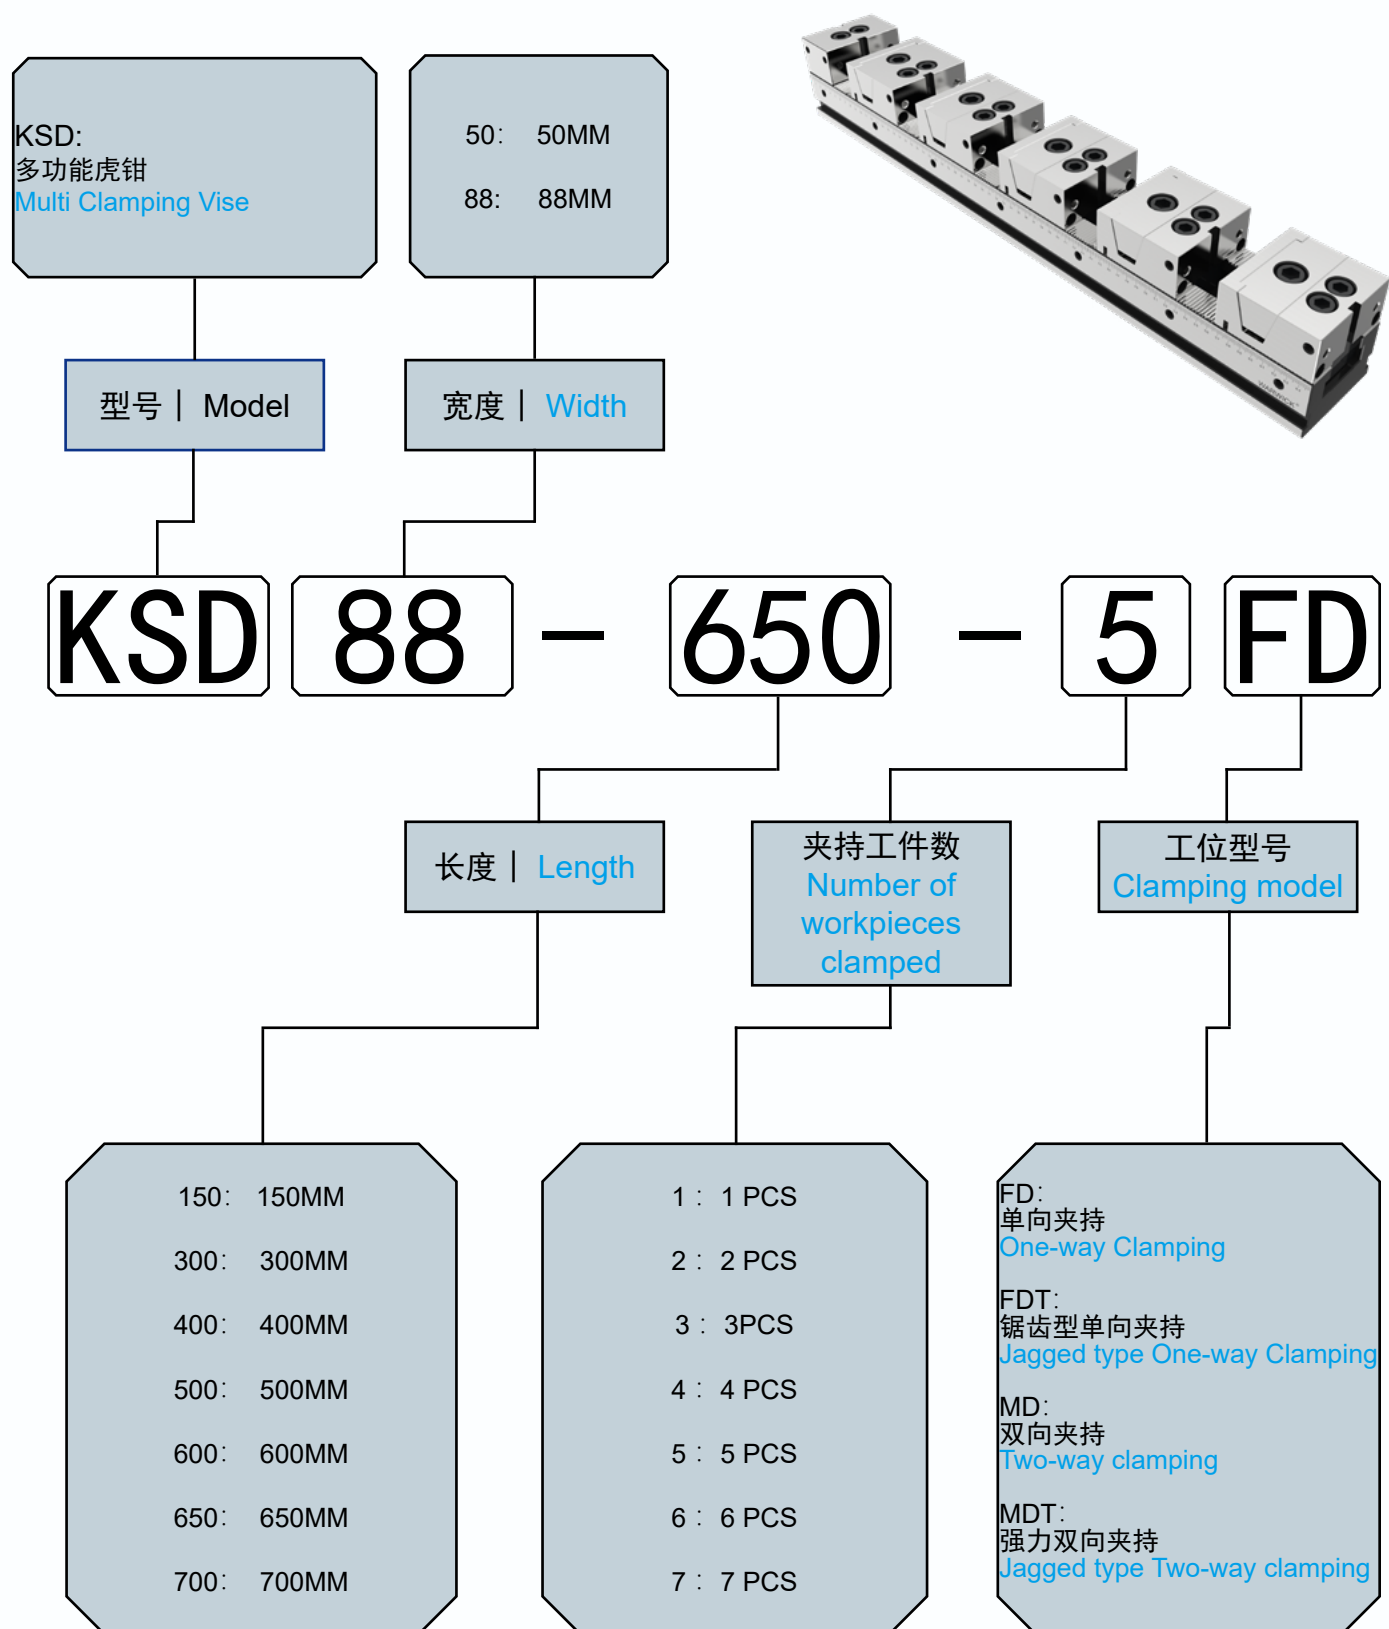 KSD:
多功能虎钳
Multi Clamping Vise
50: 50MM
88: 88MM
WARWICK
型号｜ Model
宽度｜ Width
KSD 88 - 650 - 5 FD
长度｜ Length
夹持工件数
Number of
workpieces
clamped
工位型号
Clamping model
150: 150MM
300: 300MM
400: 400MM
500: 500MM
600: 600MM
650: 650MM
700: 700MM
1 : 1 PCS
2 : 2 PCS
3 : 3PCS
4 : 4 PCS
5 : 5 PCS
6 : 6 PCS
7 : 7 PCS
FD:
单向夹持
One-way Clamping
FDT:
锯齿型单向夹持
Jagged type One-way Clamping
MD:
双向夹持
Two-way clamping
MDT:
强力双向夹持
Jagged type Two-way clamping